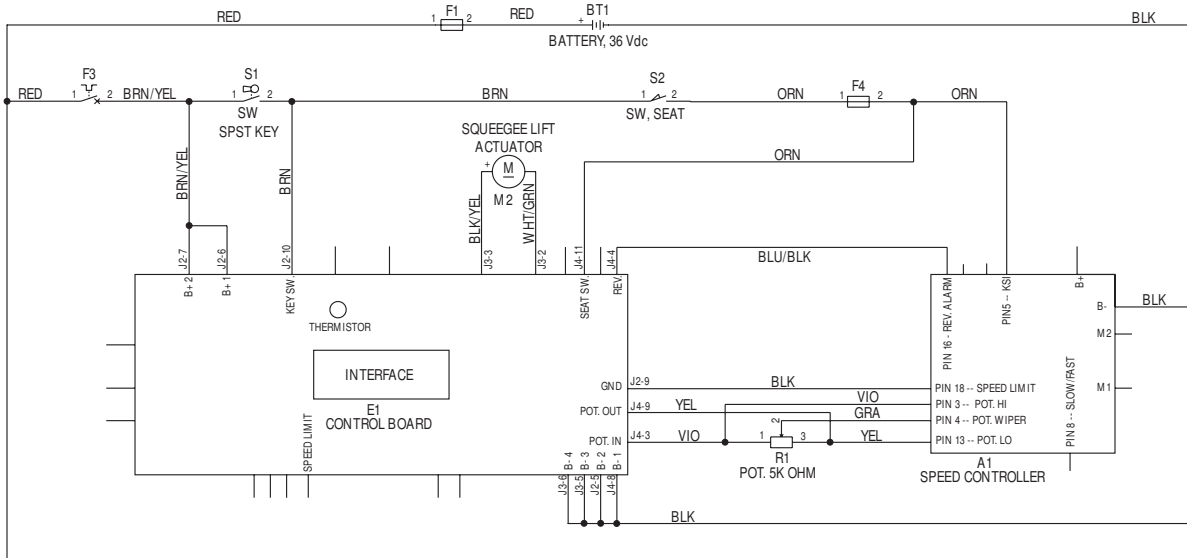 RED
1 F1 2
RED
BT1
+
BATTERY, 36 Vdc
BLK
RED
F3
1 2
BRN/YEL
S1
1 2
SW
SPST KEY
BRN
S2
1 2
SW, SEAT
ORN
F4
1 2
ORN
SQUEEGEE LIFT
ACTUATOR
+
M
M2
ORN
BRN/YEL
BRN
BLK/YEL
WHT/GRN
J2-7
J2-6
J2-10
J3-3
J3-2
J4-11
J4-4
BLU/BLK
B+ 2
B+ 1
KEY SW.
SEAT SW.
REV.
PIN 16 - REV. ALARM
PIN5 -- KSI
B+
B-
BLK
M2
M1
THERMISTOR
INTERFACE
E1
CONTROL BOARD
SPEED LIMIT
GND
J2-9
BLK
PIN 18 -- SPEED LIMIT
VIO
PIN 3 -- POT. HI
POT. OUT
J4-9
YEL
GRA
PIN 4 -- POT. WIPER
POT. IN
J4-3
VIO
1 2 3
R1
POT. 5K OHM
YEL
PIN 13 -- POT. LO
PIN 8 -- SLOW/FAST
A1
SPEED CONTROLLER
B- 4
B- 3
B- 2
B- 1
J3-6
J3-5
J2-5
J4-8
BLK